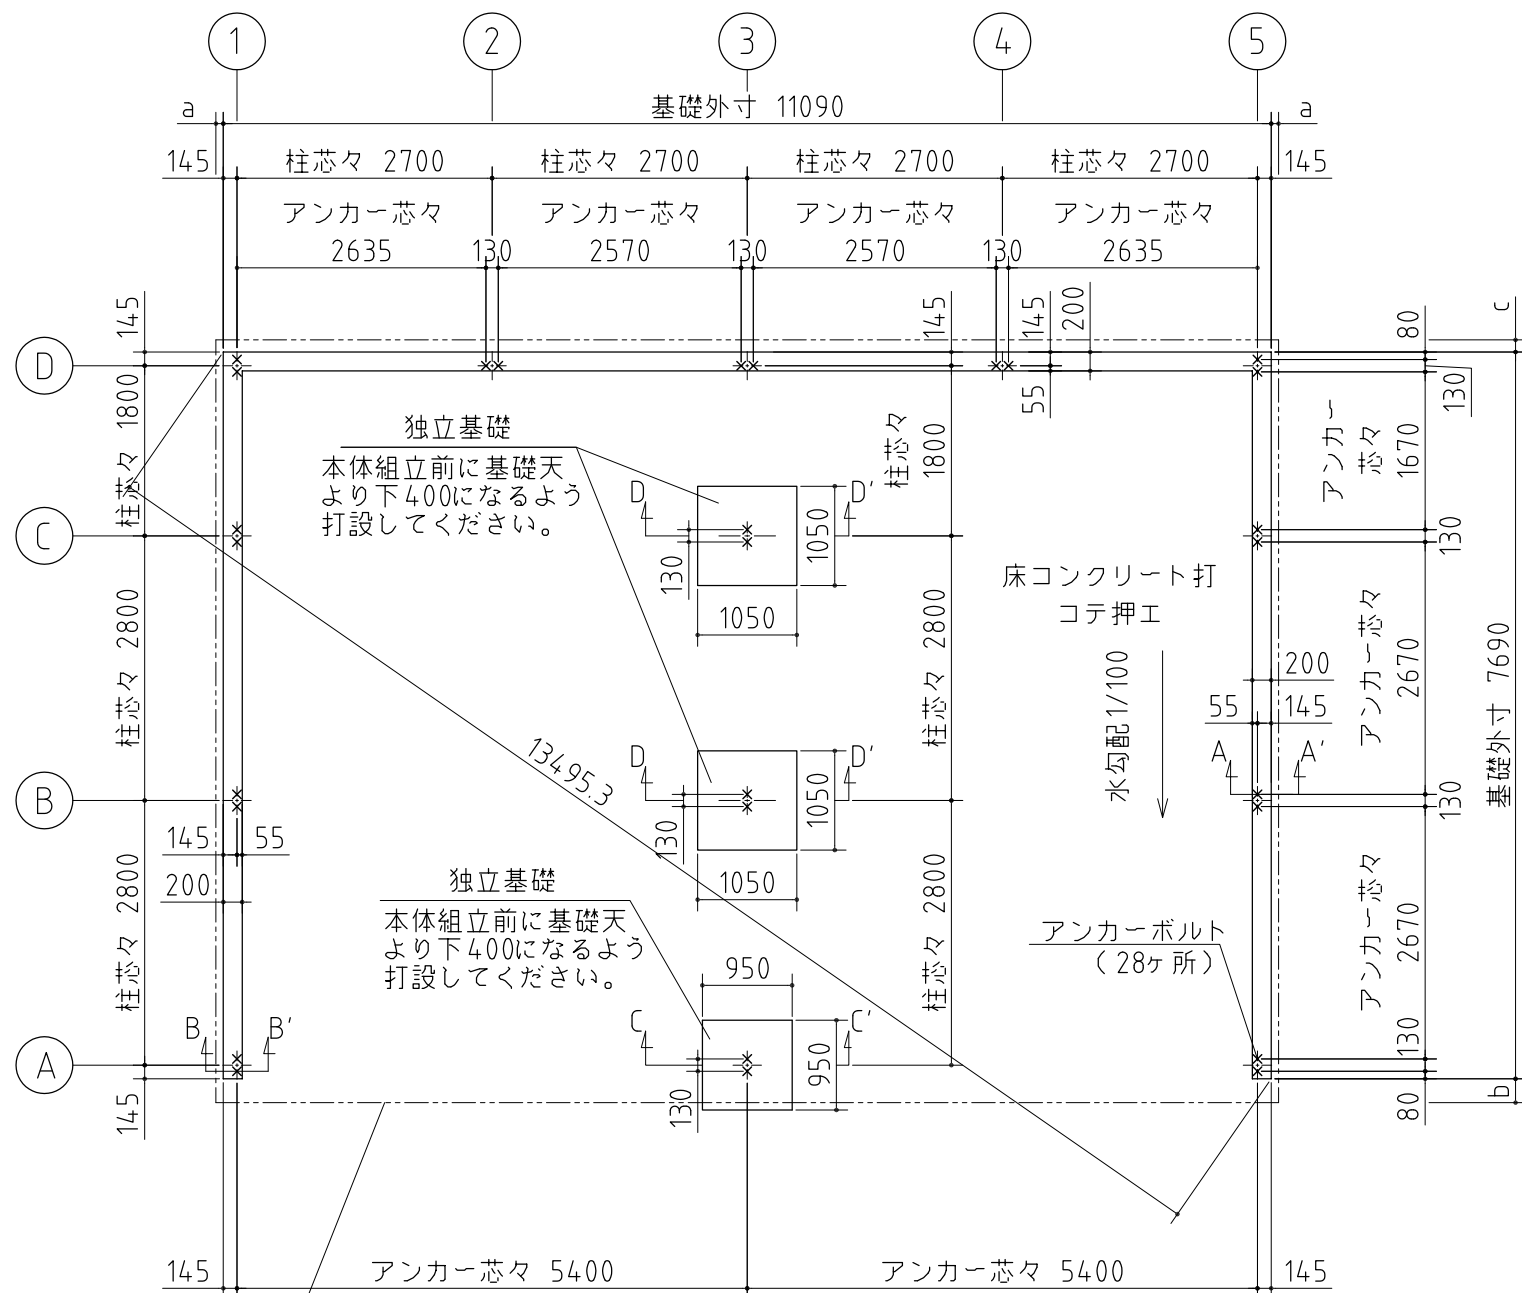 1 2 3 4 5
a 基礎外寸 11090 a
145 柱芯々 2700 柱芯々 2700 柱芯々 2700 柱芯々 2700 145
アンカー芯々 アンカー芯々 アンカー芯々 アンカー芯々
2635 130 2570 130 2570 130 2635
145 145 145 200 80 c
D
55 130
柱芯々 1800
柱芯々 1800
アンカー
芯々 1670
独立基礎
本体組立前に基礎天
より下400になるよう
打設してください。
D D'
1050
130
1050
C
130
床コンクリート打
コテ押エ
水勾配1/100
柱芯々 2800
柱芯々 2800
アンカー芯々 2670
基礎外寸 7690
200
55 145
A A'
13495.3
D D'
1050
130
1050
B
130
145 55
200
柱芯々 2800
柱芯々 2800
アンカー芯々 2670
独立基礎
本体組立前に基礎天
より下400になるよう
打設してください。
アンカーボルト
(28ヶ所)
950
B B'
C C'
950
130
A
130
145
80
b
145 アンカー芯々 5400 アンカー芯々 5400 145